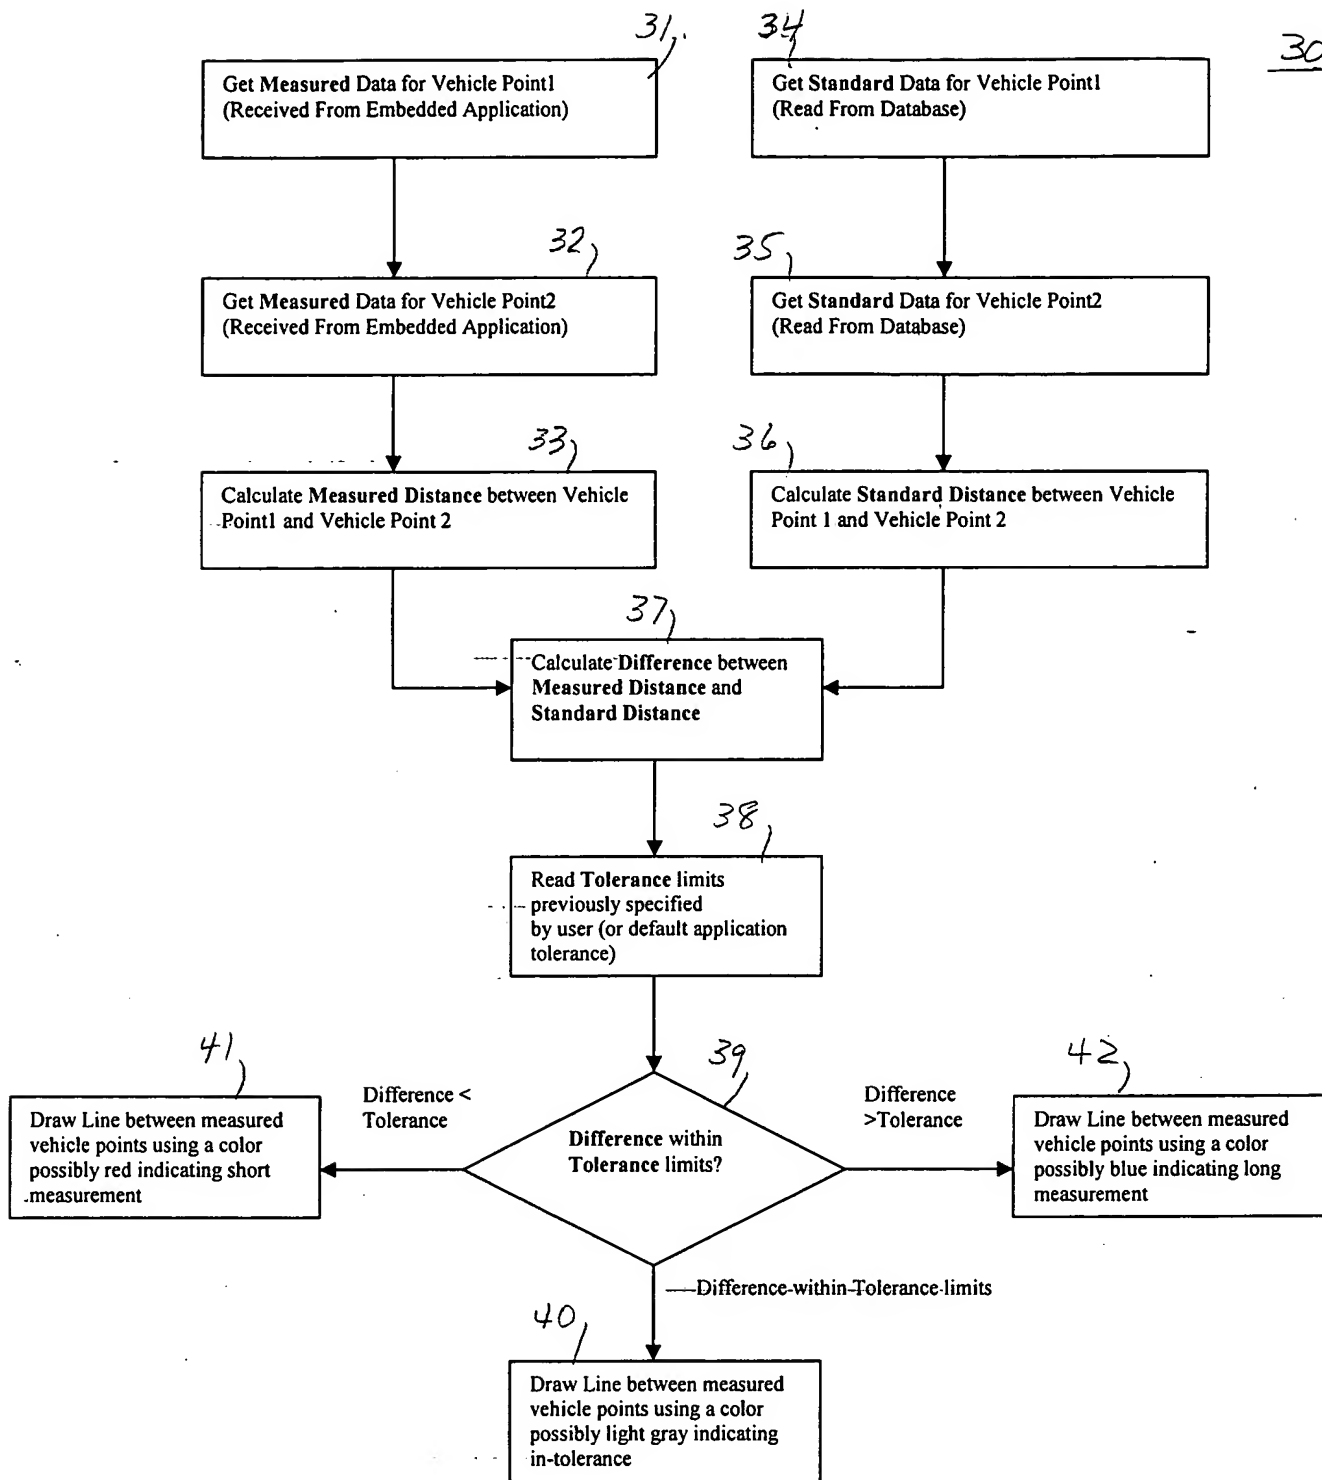 30
31
Get Measured Data for Vehicle Point1
(Received From Embedded Application)
34
Get Standard Data for Vehicle Point1
(Read From Database)
32
Get Measured Data for Vehicle Point2
(Received From Embedded Application)
35
Get Standard Data for Vehicle Point2
(Read From Database)
33
Calculate Measured Distance between Vehicle
Point1 and Vehicle Point 2
36
Calculate Standard Distance between Vehicle
Point 1 and Vehicle Point 2
37
Calculate Difference between
Measured Distance and
Standard Distance
38
Read Tolerance limits
previously specified
by user (or default application
tolerance)
39
Difference within
Tolerance limits?
Difference <
Tolerance
41
Draw Line between measured
vehicle points using a color
possibly red indicating short
measurement
Difference
>Tolerance
42
Draw Line between measured
vehicle points using a color
possibly blue indicating long
measurement
Difference within Tolerance limits
40
Draw Line between measured
vehicle points using a color
possibly light gray indicating
in-tolerance